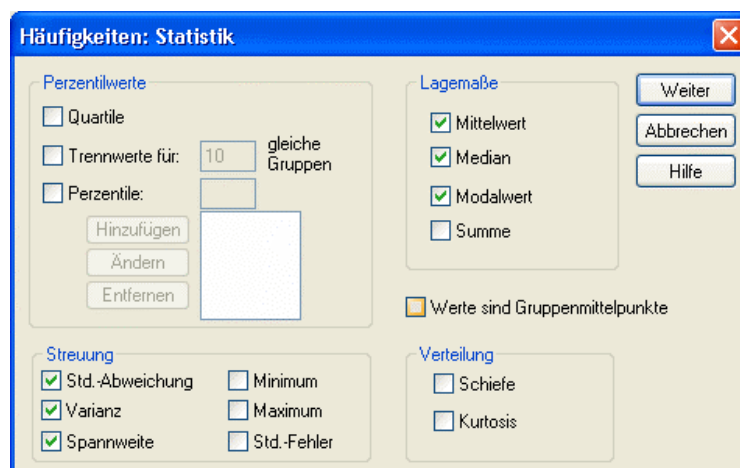 Häufigkeiten: Statistik
Perzentilwerte
Quartile
Trennwerte für: 10 gleiche Gruppen
Perzentile:
Hinzufügen
Ändern
Entfernen
Lagemaße
Mittelwert
Median
Modalwert
Summe
Weiter
Abbrechen
Hilfe
Werte sind Gruppenmittelpunkte
Streuung
Std.-Abweichung Minimum
Varianz Maximum
Spannweite Std.-Fehler
Verteilung
Schiefe
Kurtosis